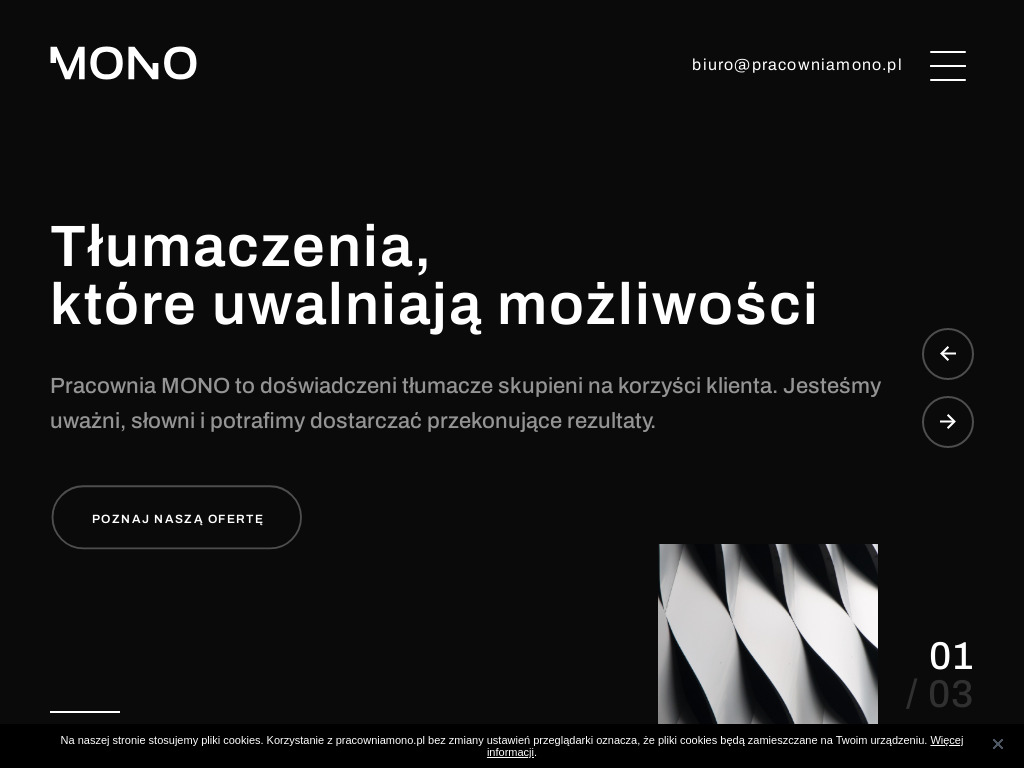 MONO
biuro@pracowniamono.pl
Tłumaczenia,
które uwalniają możliwości
Pracownia MONO to doświadczeni tłumacze skupieni na korzyści klienta. Jesteśmy
uważni, słowni i potrafimy dostarczać przekonujące rezultaty.
POZNAJ NASZĄ OFERTĘ
01
/ 03
Na naszej stronie stosujemy pliki cookies. Korzystanie z pracowniamono.pl bez zmiany ustawień przeglądarki oznacza, że pliki cookies będą zamieszczane na Twoim urządzeniu. Więcej
informacji.